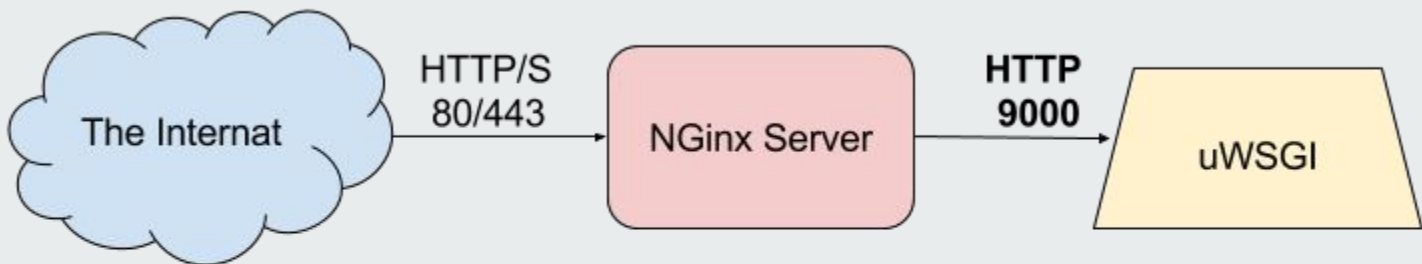 The Internat
HTTP/S
80/443
NGinx Server
HTTP
9000
uWSGI